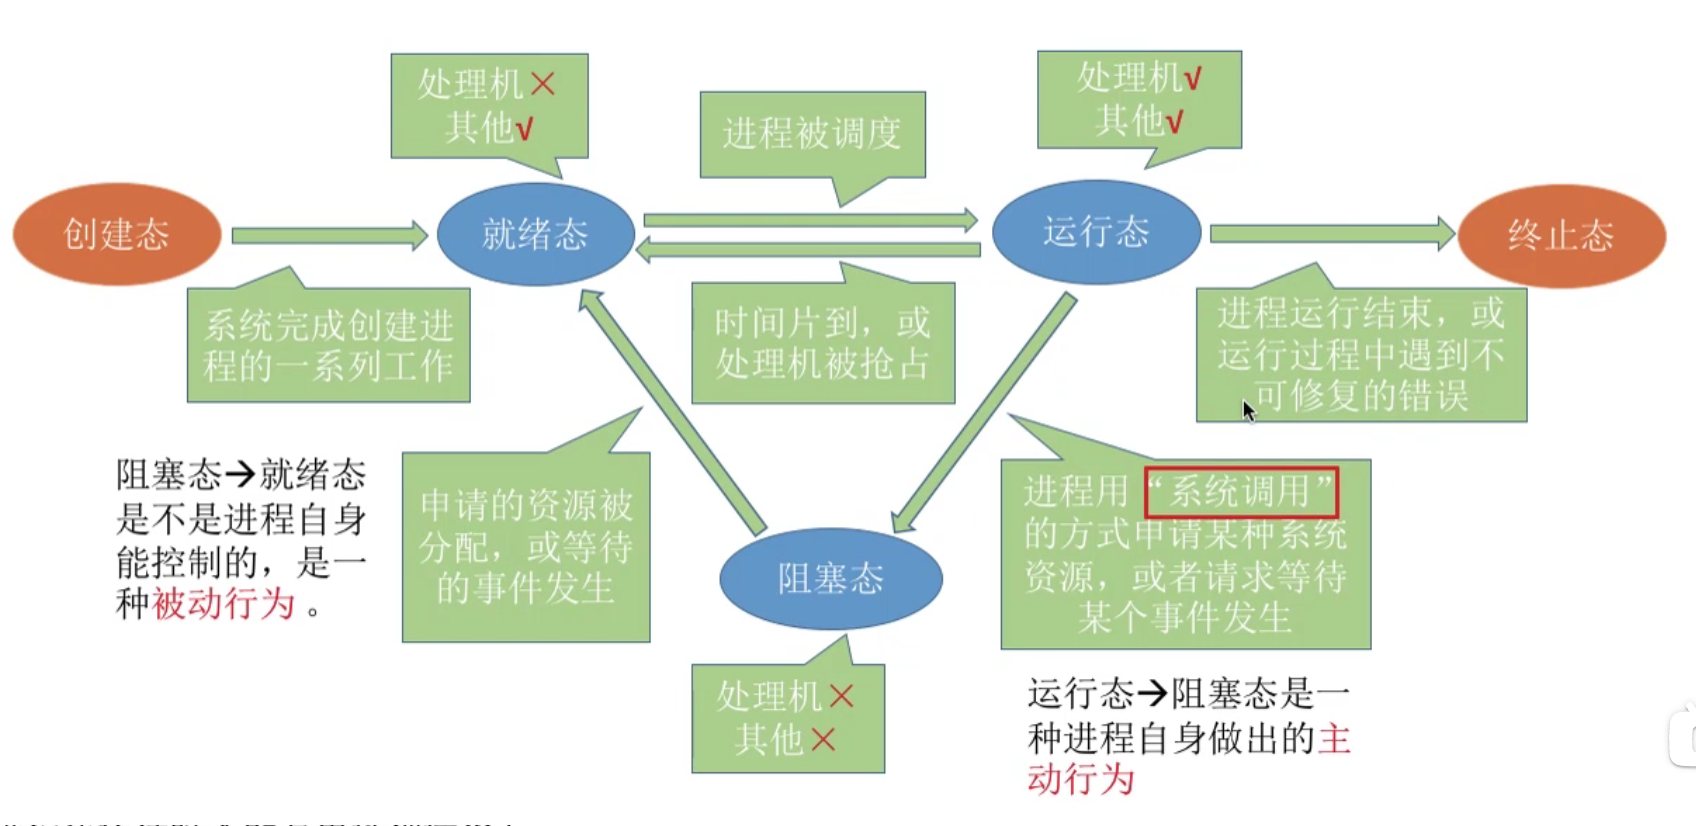 处理机×
其他√
进程被调度
处理机√
其他√
创建态
就绪态
运行态
终止态
系统完成创建进
程的一系列工作
时间片到，或
处理机被抢占
进程运行结束，或
运行过程中遇到不
可修复的错误
阻塞态→就绪态
是不是进程自身
能控制的，是一
种被动行为。
申请的资源被
分配，或等待
的事件发生
进程用“系统调用”
的方式申请某种系统
资源，或者请求等待
某个事件发生
阻塞态
处理机×
其他×
运行态→阻塞态是一
种进程自身做出的主
动行为